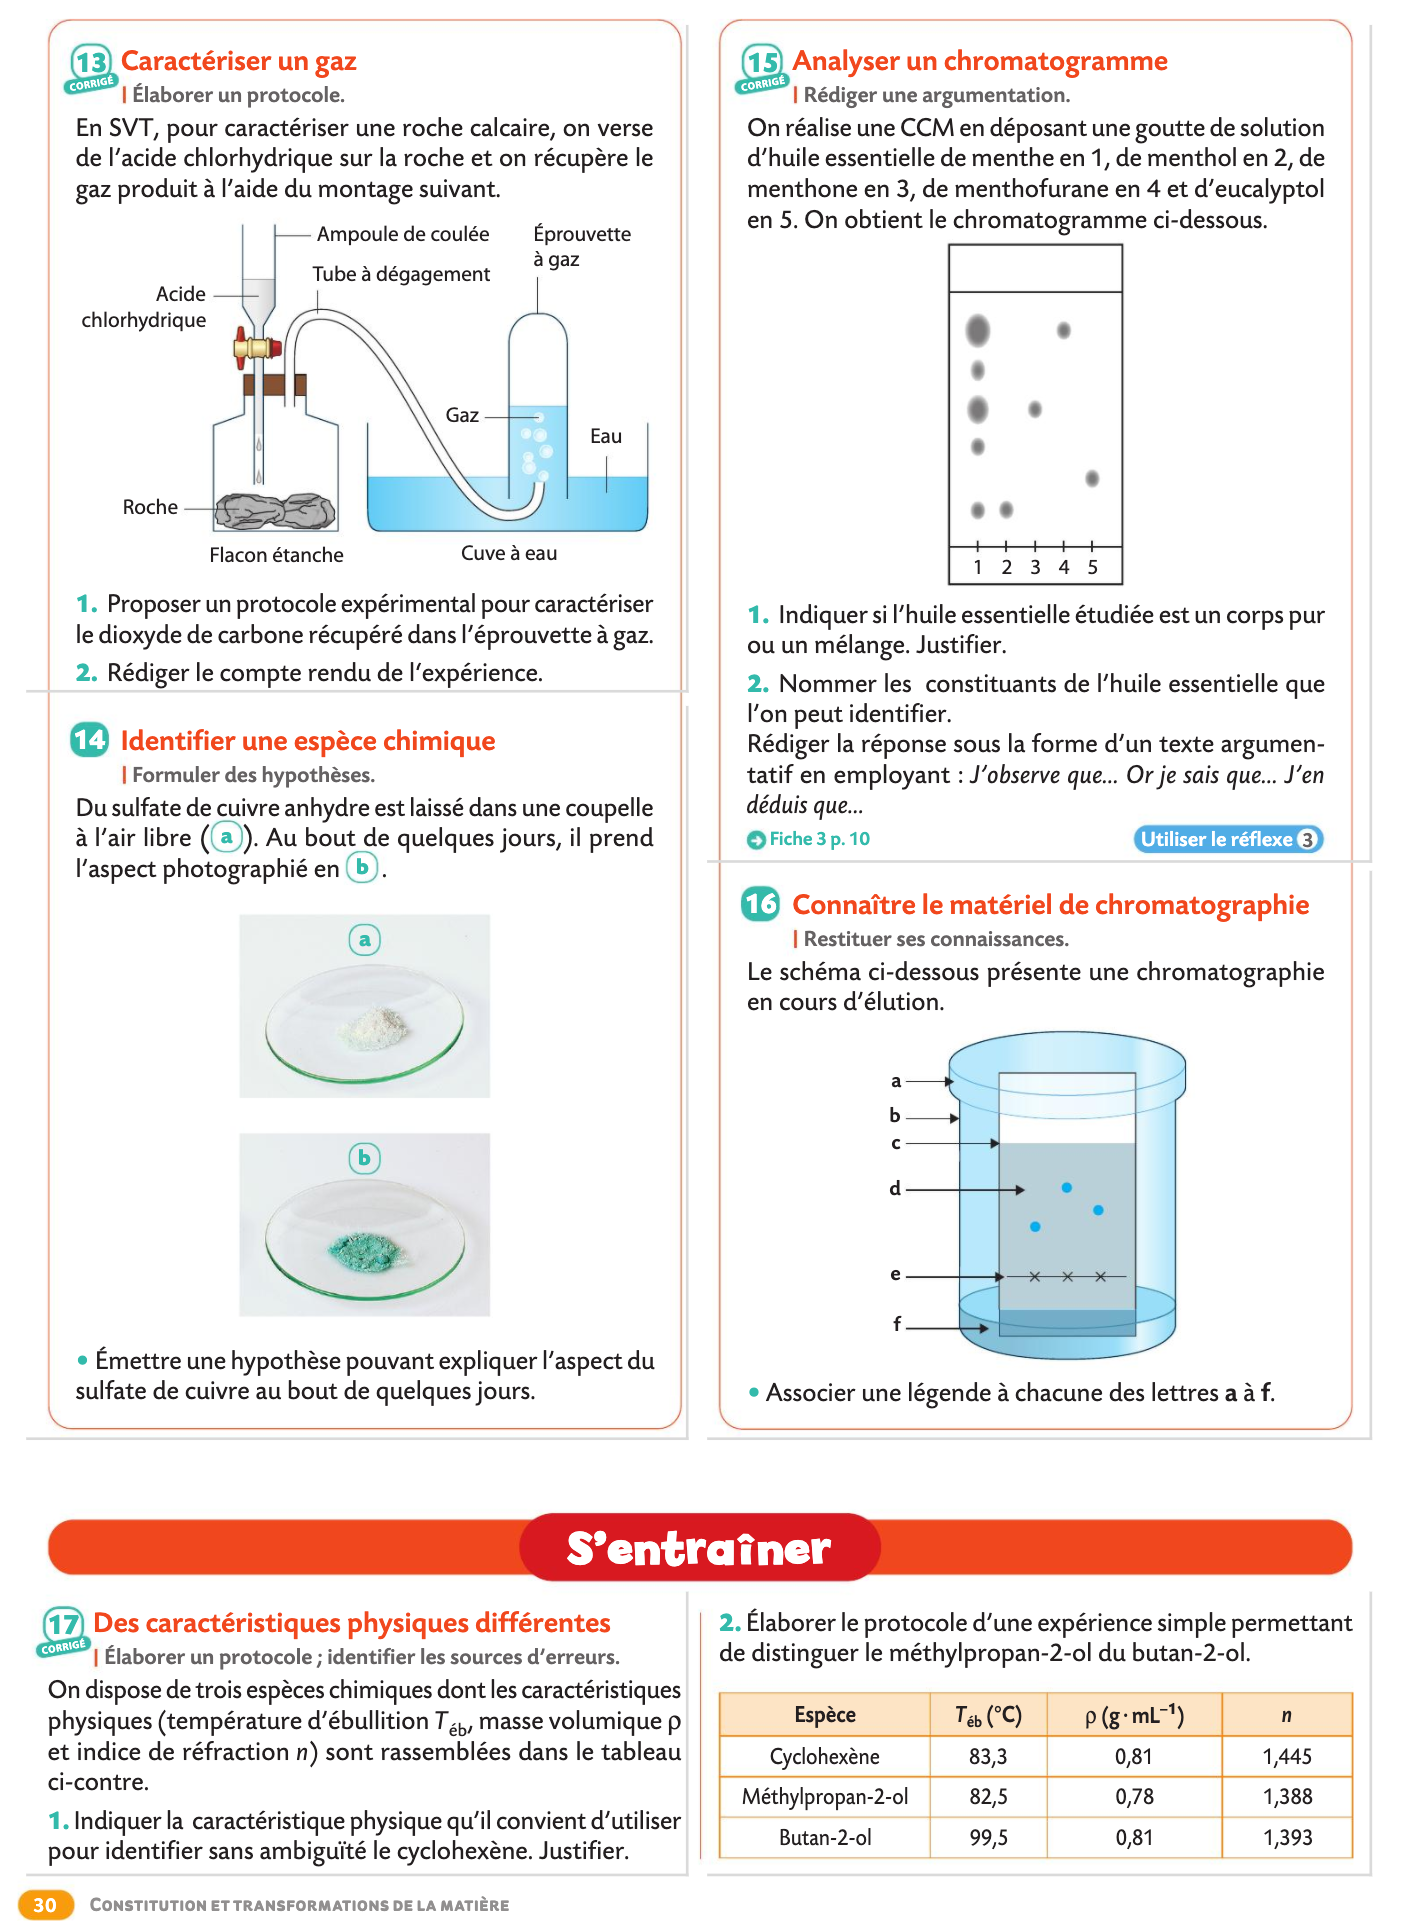 13 Caractériser un gaz
CORRIGÉ
| Élaborer un protocole.
En SVT, pour caractériser une roche calcaire, on verse
de l'acide chlorhydrique sur la roche et on récupère le
gaz produit à l'aide du montage suivant.
Ampoule de coulée
Éprouvette
à gaz
Tube à dégagement
Acide
chlorhydrique
Gaz
Eau
Roche
Flacon étanche
Cuve à eau
1. Proposer un protocole expérimental pour caractériser
le dioxyde de carbone récupéré dans l'éprouvette à gaz.
2. Rédiger le compte rendu de l'expérience.
14 Identifier une espèce chimique
| Formuler des hypothèses.
Du sulfate de cuivre anhydre est laissé dans une coupelle
à l'air libre (a). Au bout de quelques jours, il prend
l'aspect photographié en b.
a
b
• Émettre une hypothèse pouvant expliquer l'aspect du
sulfate de cuivre au bout de quelques jours.
15 Analyser un chromatogramme
CORRIGÉ
| Rédiger une argumentation.
On réalise une CCM en déposant une goutte de solution
d'huile essentielle de menthe en 1, de menthol en 2, de
menthone en 3, de menthofurane en 4 et d'eucalyptol
en 5. On obtient le chromatogramme ci-dessous.
1 2 3 4 5
1. Indiquer si l'huile essentielle étudiée est un corps pur
ou un mélange. Justifier.
2. Nommer les constituants de l'huile essentielle que
l'on peut identifier.
Rédiger la réponse sous la forme d'un texte argumen-
tatif en employant : J'observe que... Or je sais que... J'en
déduis que...
Fiche 3 p. 10
Utiliser le réflexe 3
16 Connaître le matériel de chromatographie
| Restituer ses connaissances.
Le schéma ci-dessous présente une chromatographie
en cours d'élution.
a
b
c
d
e
f
• Associer une légende à chacune des lettres a à f.
S'entraîner
17 Des caractéristiques physiques différentes
CORRIGÉ
| Élaborer un protocole ; identifier les sources d'erreurs.
On dispose de trois espèces chimiques dont les caractéristiques
physiques (température d'ébullition Téb, masse volumique ρ
et indice de réfraction n) sont rassemblées dans le tableau
ci-contre.
1. Indiquer la caractéristique physique qu'il convient d'utiliser
pour identifier sans ambiguïté le cyclohexène. Justifier.
2. Élaborer le protocole d'une expérience simple permettant
de distinguer le méthylpropan-2-ol du butan-2-ol.
Espèce Téb (°C) ρ (g·mL⁻¹) n
Cyclohexène 83,3 0,81 1,445
Méthylpropan-2-ol 82,5 0,78 1,388
Butan-2-ol 99,5 0,81 1,393
30 CONSTITUTION ET TRANSFORMATIONS DE LA MATIÈRE